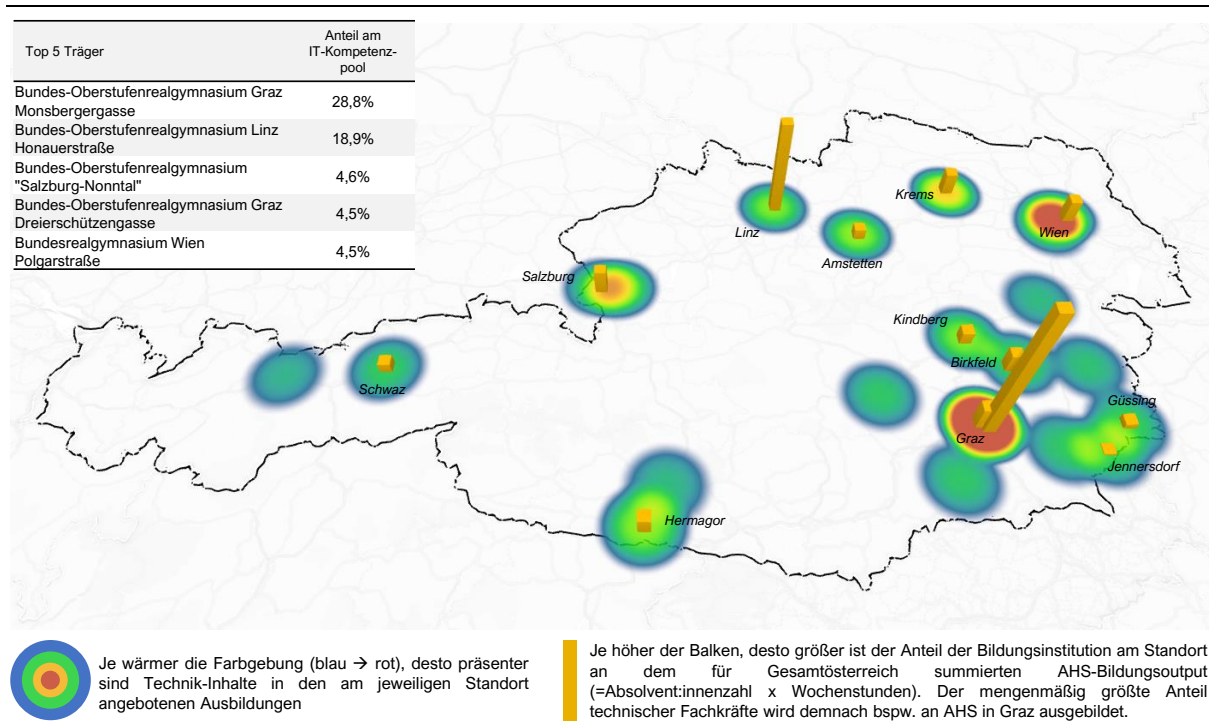 Top 5 Träger
Anteil am
IT-Kompetenz-
pool
Bundes-Oberstufenrealgymnasium Graz
Monsbergergasse
28,8%
Bundes-Oberstufenrealgymnasium Linz
Honauerstraße
18,9%
Bundes-Oberstufenrealgymnasium
"Salzburg-Nonntal"
4,6%
Bundes-Oberstufenrealgymnasium Graz
Dreierschützengasse
4,5%
Bundesrealgymnasium Wien
Polgarstraße
4,5%
Krems
Linz
Wien
Amstetten
Salzburg
Kindberg
Birkfeld
Schwaz
Güssing
Graz
Jennersdorf
Hermagor
Je wärmer die Farbgebung (blau → rot), desto präsenter
sind Technik-Inhalte in den am jeweiligen Standort
angebotenen Ausbildungen
Je höher der Balken, desto größer ist der Anteil der Bildungsinstitution am Standort
an dem für Gesamtösterreich summierten AHS-Bildungsoutput
(=Absolvent:innenzahl x Wochenstunden). Der mengenmäßig größte Anteil
technischer Fachkräfte wird demnach bspw. an AHS in Graz ausgebildet.